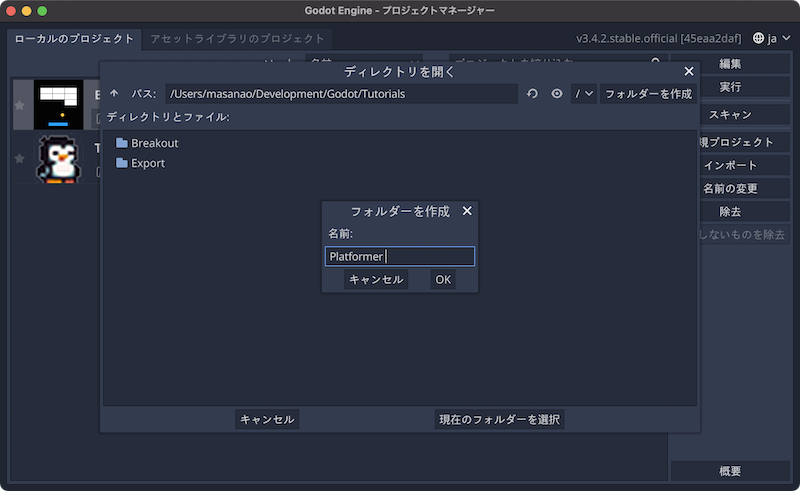 Godot Engine - プロジェクトマネージャー
ローカルのプロジェクト
アセットライブラリのプロジェクト
v3.4.2.stable.official [45eaa2daf]
ja
ディレクトリを開く
パス:
/Users/masanao/Development/Godot/Tutorials
/
フォルダーを作成
ディレクトリとファイル:
Breakout
Export
フォルダーを作成
名前:
Platformer
キャンセル
OK
キャンセル
現在のフォルダーを選択
編集
実行
スキャン
規プロジェクト
インポート
名前の変更
除去
しないものを除去
概要